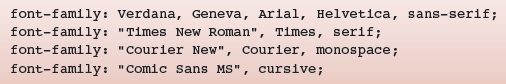 font-family: Verdana, Geneva, Arial, Helvetica, sans-serif;
font-family: "Times New Roman", Times, serif;
font-family: "Courier New", Courier, monospace;
font-family: "Comic Sans MS", cursive;